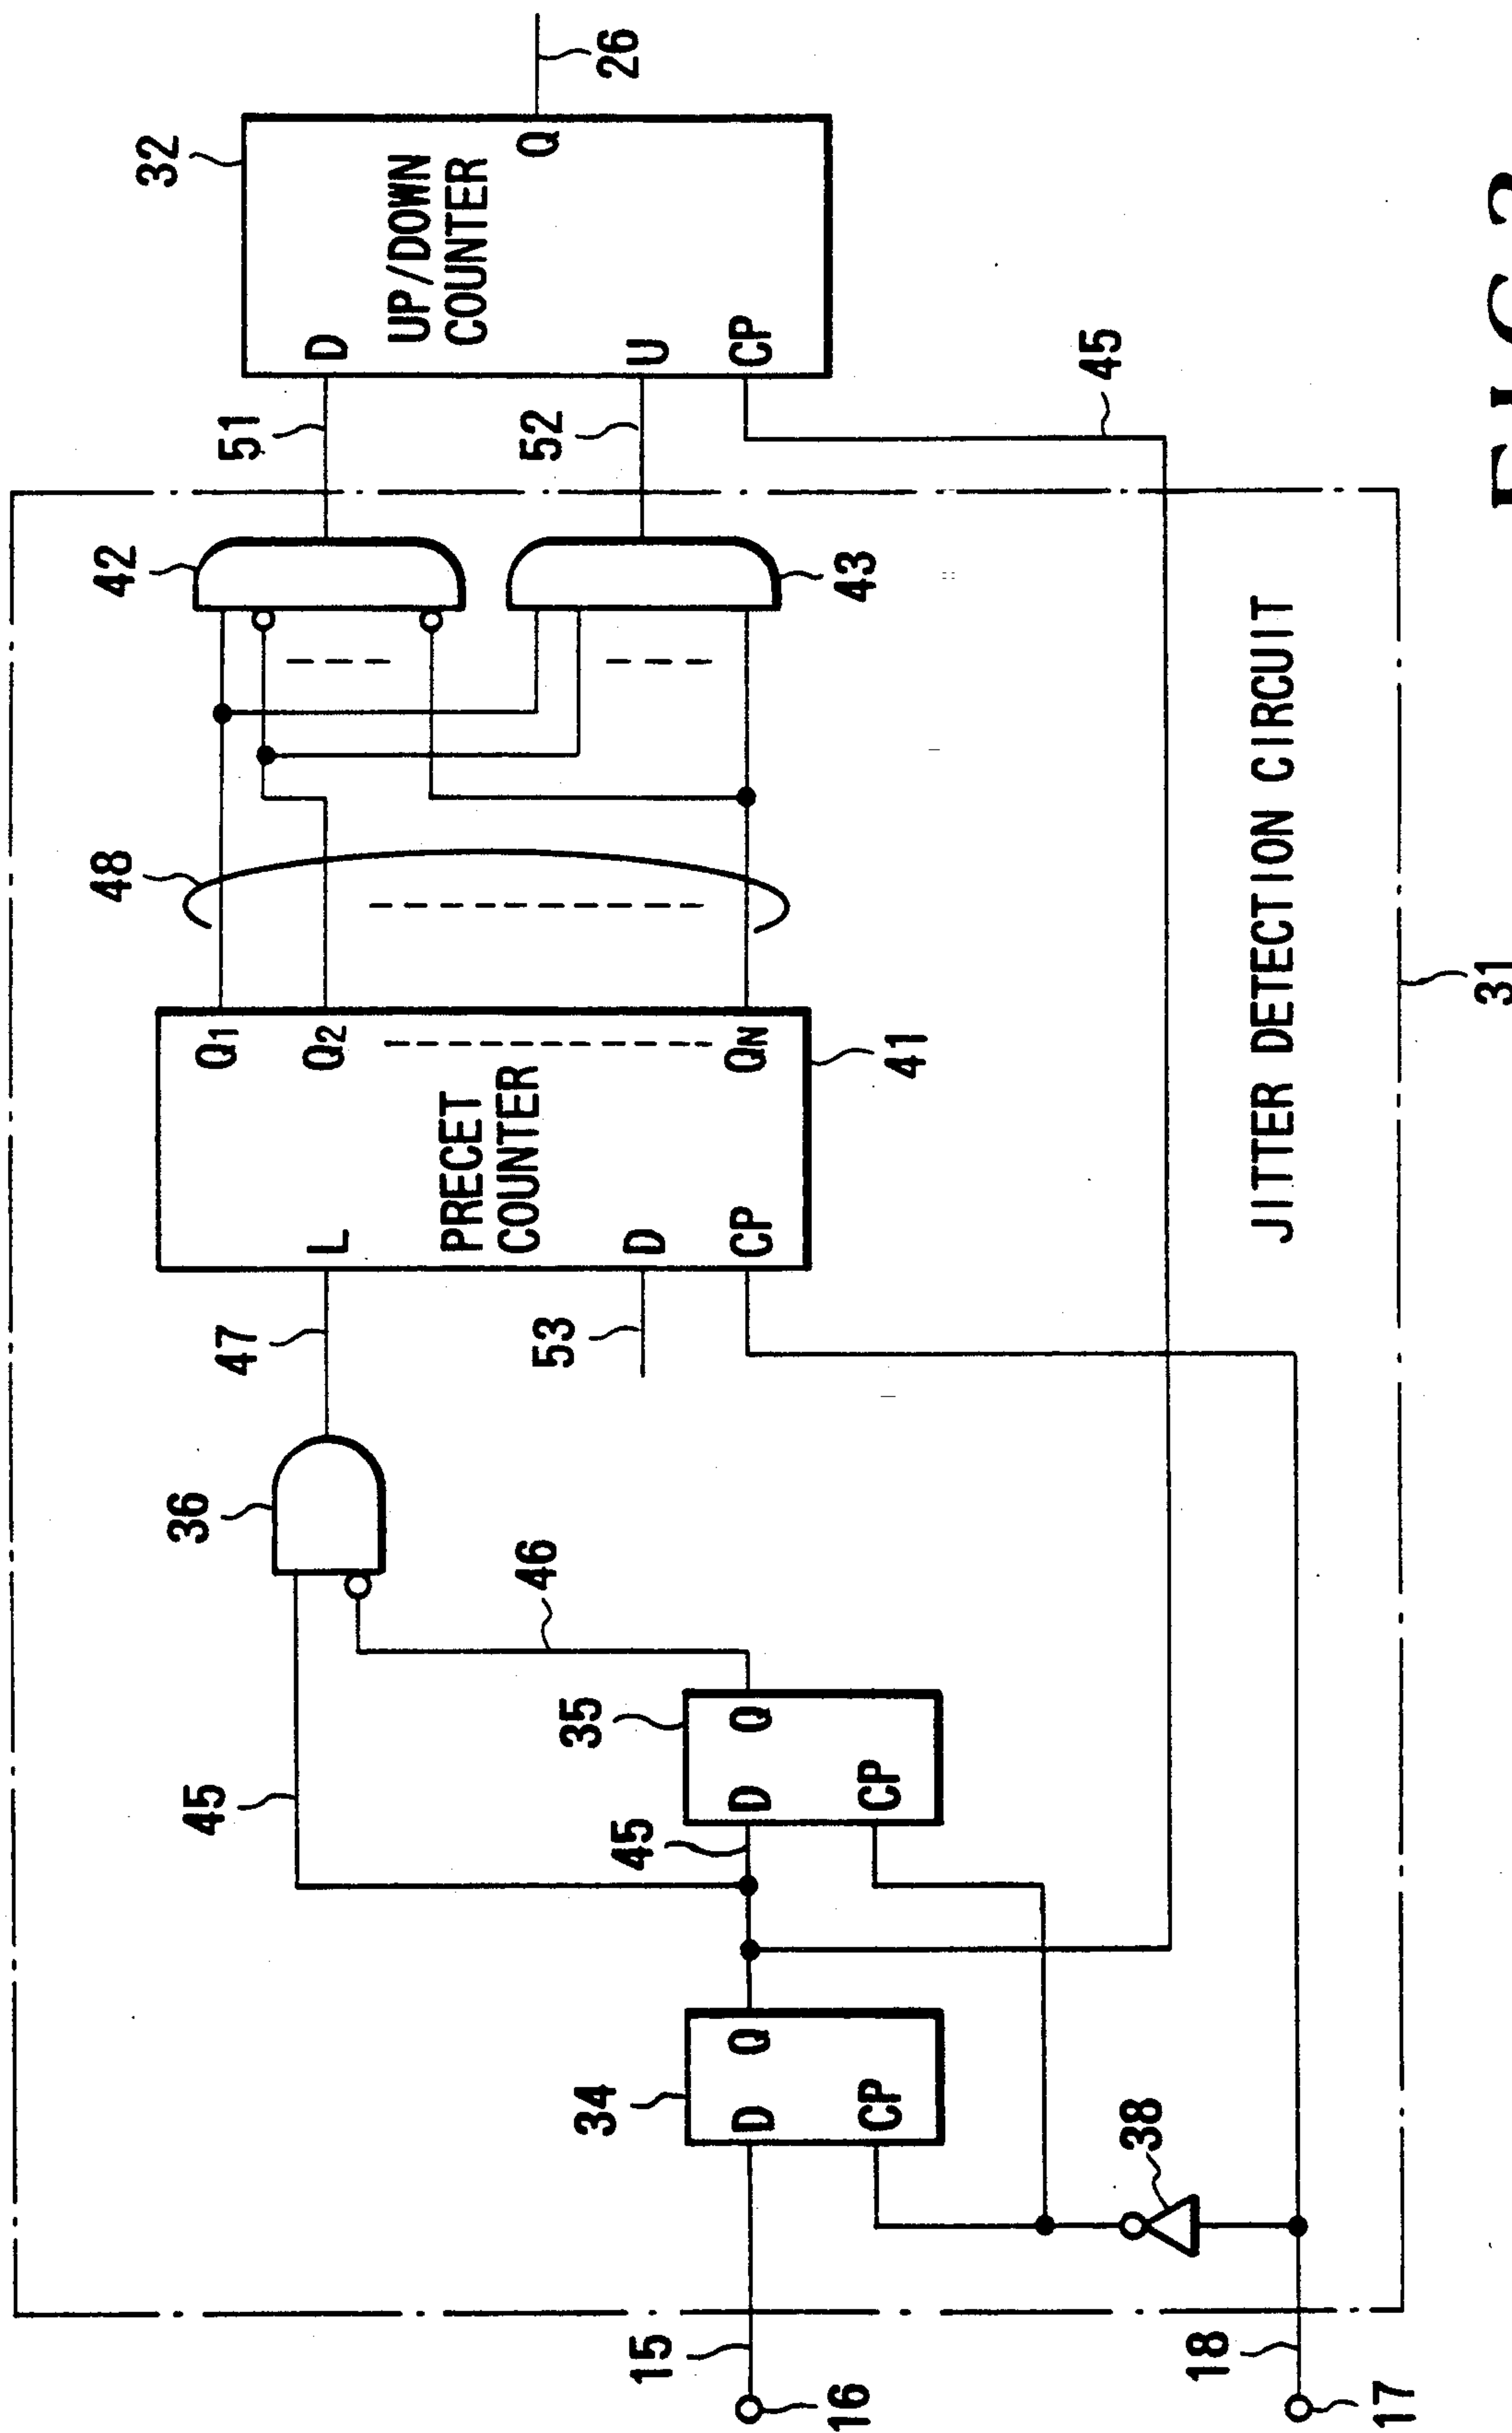 48
42
32
47
51
36
Q1
45
L
Q2
D
PRECET
COUNTER
UP/DOWN
COUNTER
46
52
Q
26
35
53
34
45
D
U
15
16
D
Q
D
Q
CP
QN
CP
43
CP
CP
41
45
38
18
17
JITTER DETECTION CIRCUIT
31